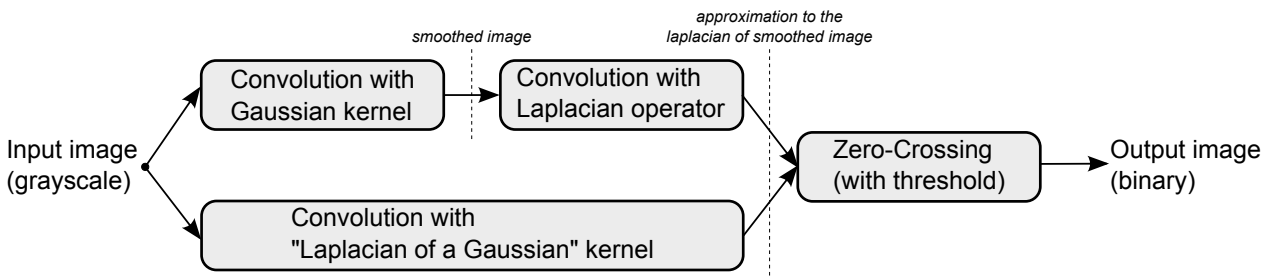 approximation to the
laplacian of smoothed image
smoothed image
Convolution with
Gaussian kernel
Convolution with
Laplacian operator
Input image
(grayscale)
Zero-Crossing
(with threshold)
Output image
(binary)
Convolution with
"Laplacian of a Gaussian" kernel